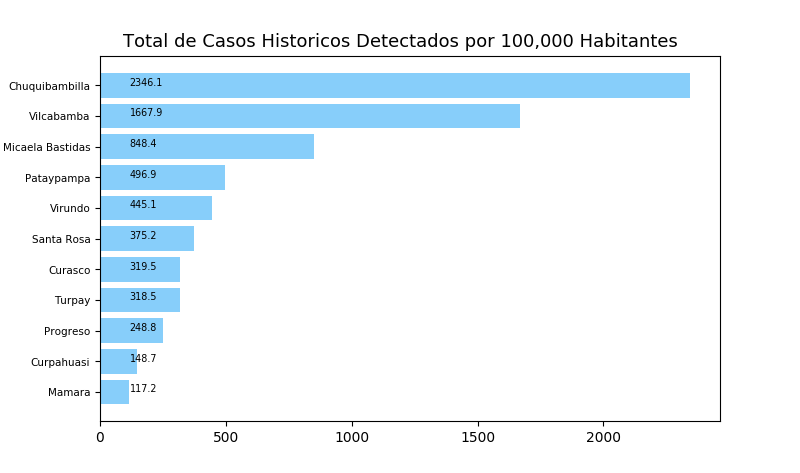 Total de Casos Historicos Detectados por 100,000 Habitantes
Chuquibambilla 2346.1
Vilcabamba 1667.9
Micaela Bastidas 848.4
Pataypampa 496.9
Virundo 445.1
Santa Rosa 375.2
Curasco 319.5
Turpay 318.5
Progreso 248.8
Curpahuasi 148.7
Mamara 117.2
0 500 1000 1500 2000